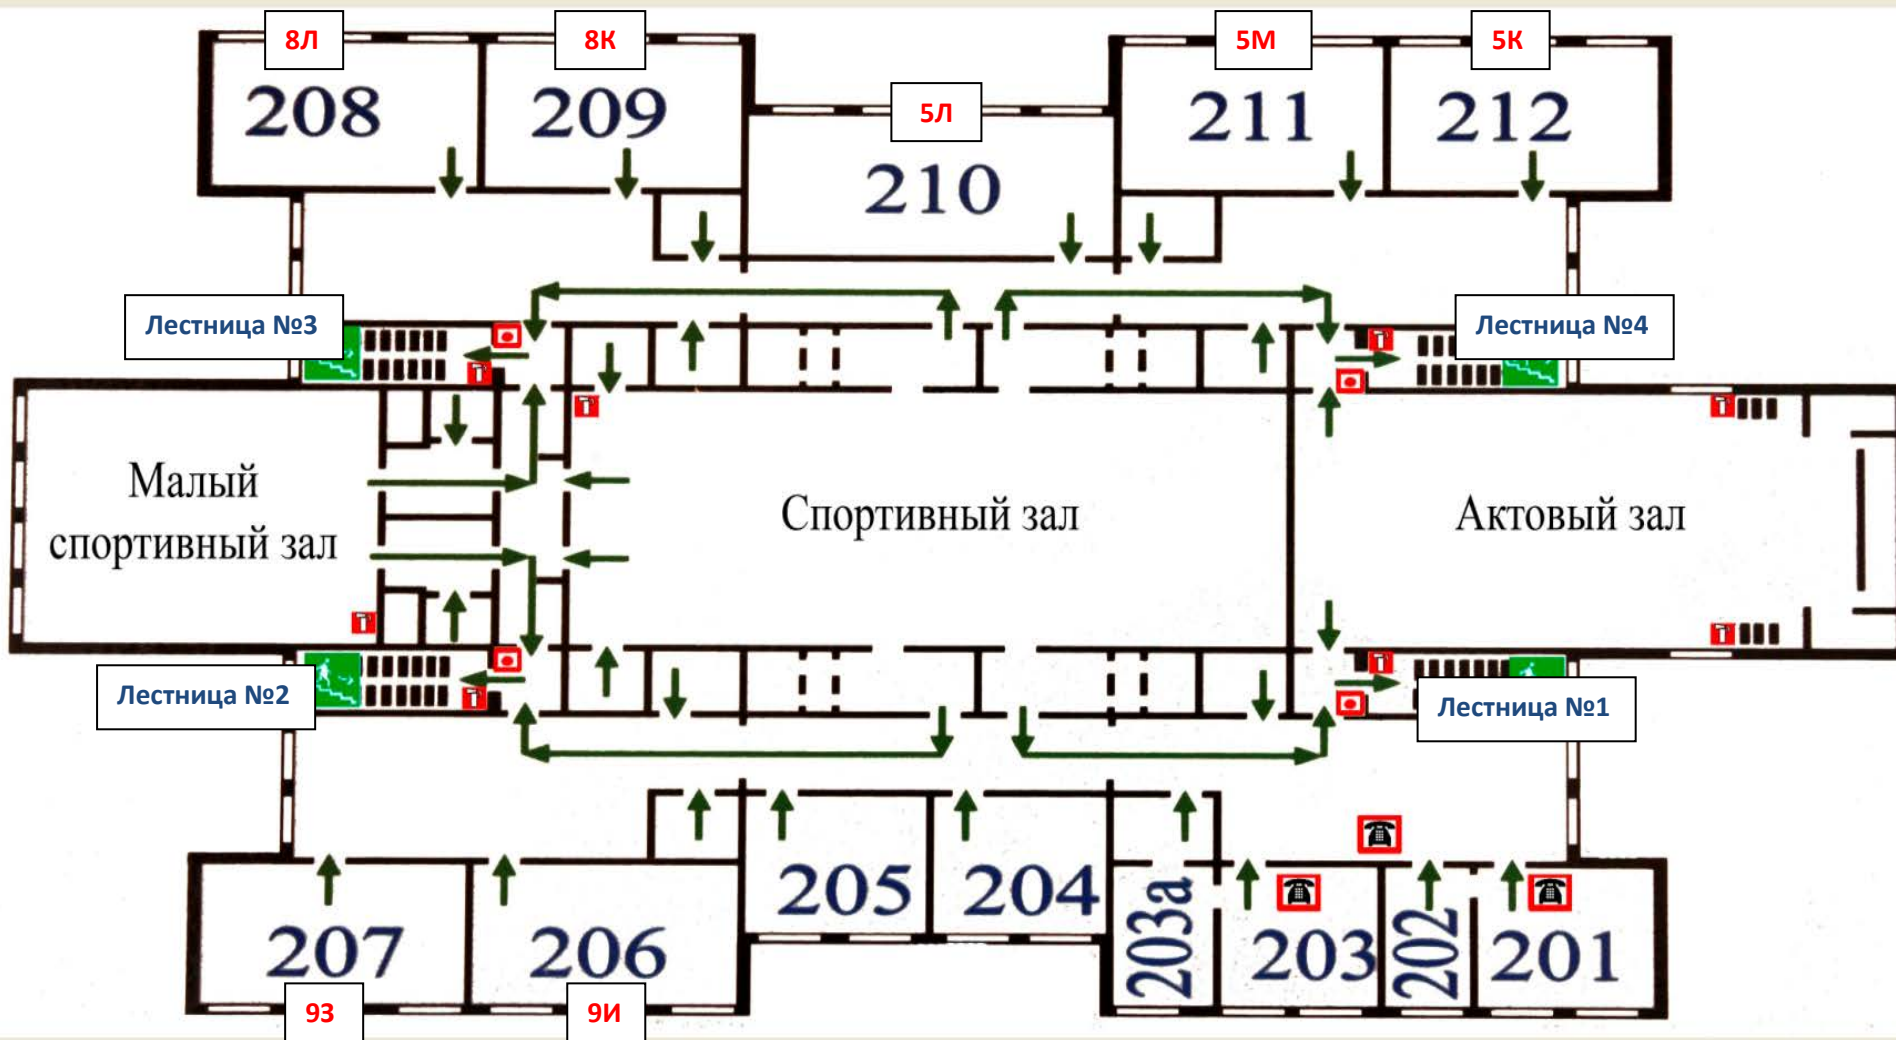 8Л
8К
5М
5К
208
209
5Л
211
212
210
Лестница №3
Лестница №4
Малый
спортивный зал
Спортивный зал
Актовый зал
Лестница №2
Лестница №1
207
206
205
204
203а
203
202
201
9З
9И